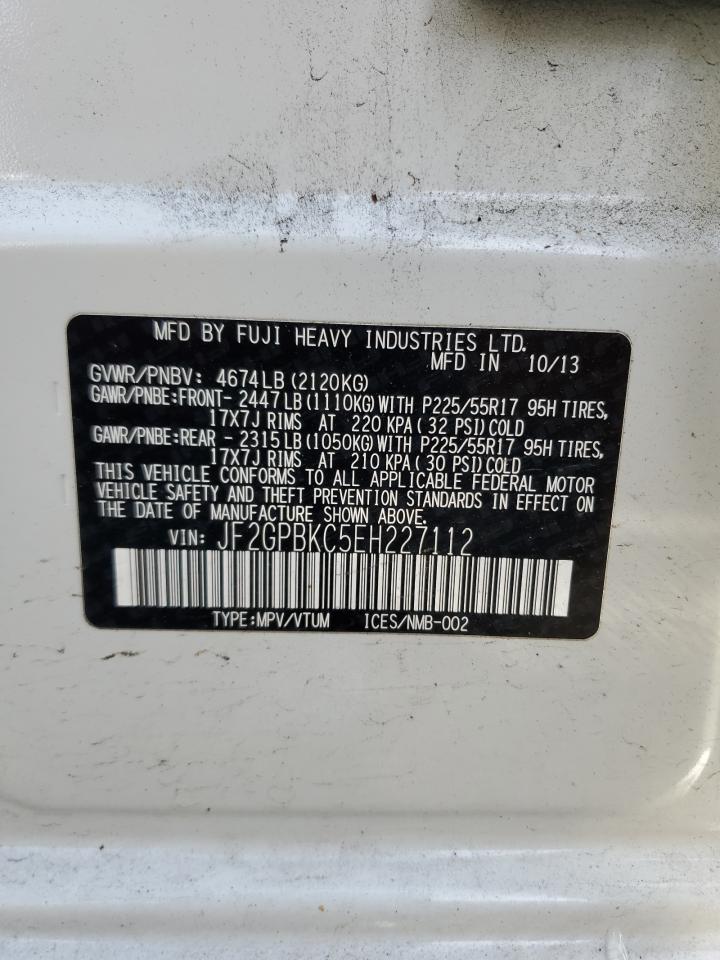 MFD BY FUJI HEAVY INDUSTRIES LTD.
MFD IN 10/13
GVWR/PNBV: 4674LB(2120KG)
GAWR/PNBE:FRONT- 2447LB(1110KG)WITH P225/55R17 95H TIRES,
17X7J RIMS AT 220 KPA(32 PSI)COLD
GAWR/PNBE:REAR - 2315LB(1050KG)WITH P225/55R17 95H TIRES,
17X7J RIMS AT 210 KPA(30 PSI)COLD
THIS VEHICLE CONFORMS TO ALL APPLICABLE FEDERAL MOTOR
VEHICLE SAFETY AND THEFT PREVENTION STANDARDS IN EFFECT ON
THE DATE OF MANUFACTURE SHOWN ABOVE.
VIN: JF2GPBKC5EH227112
TYPE:MPV/VTUM ICES/NMB-002